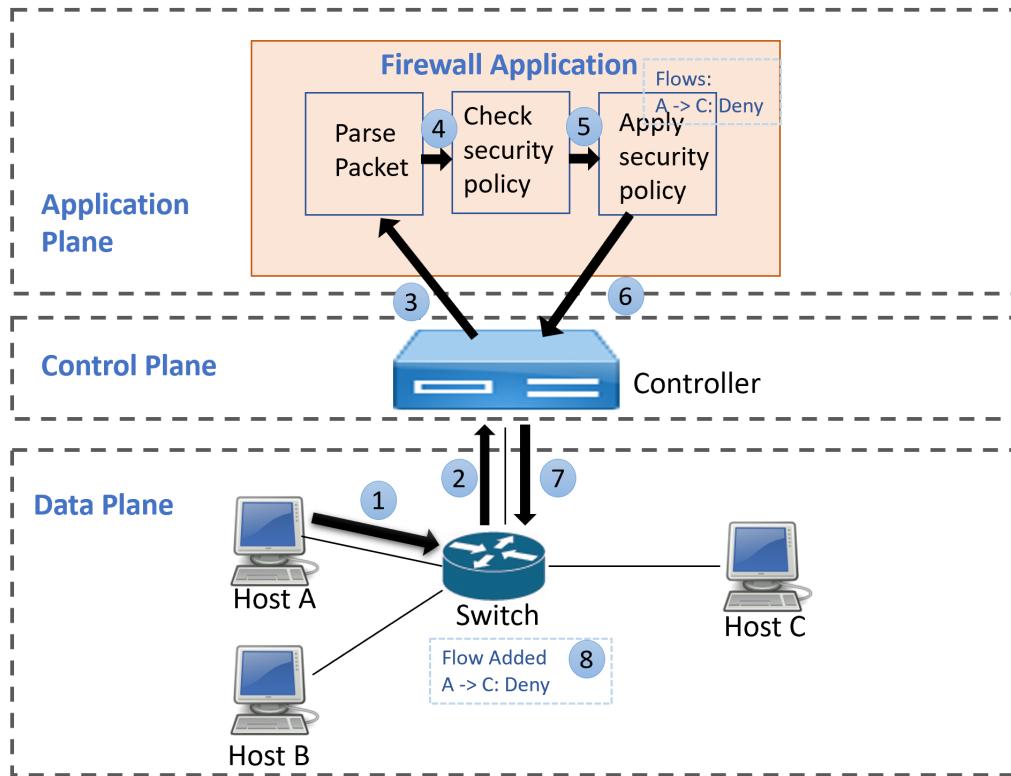 Firewall Application
Flows:
A -> C: Deny
Parse
Packet
4
Check
security
policy
5
Apply
security
policy
Application
Plane
3
6
Control Plane
Controller
Data Plane
1
2
7
Host A
Switch
Host C
Flow Added
A -> C: Deny
8
Host B